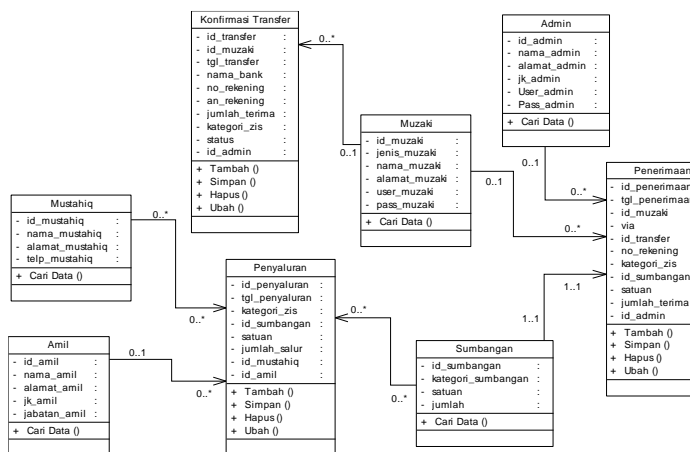 Konfirmasi Transfer
- id_transfer :
- id_muzaki :
- tgl_transfer :
- nama_bank :
- no_rekening :
- an_rekening :
- jumlah_terima :
- kategori_zis :
- status :
- id_admin :
+ Tambah ()
+ Simpan ()
+ Hapus ()
+ Ubah ()
0..*
0..1
Admin
- id_admin :
- nama_admin :
- alamat_admin :
- jk_admin :
- User_admin :
- Pass_admin :
+ Cari Data ()
0..1
0..*
Muzaki
- id_muzaki :
- jenis_muzaki :
- nama_muzaki :
- alamat_muzaki :
- user_muzaki :
- pass_muzaki :
+ Cari Data ()
0..1
0..*
Penerimaan
- id_penerimaan
- tgl_penerimaan
- id_muzaki
- via
- id_transfer
- no_rekening
- kategori_zis
- id_sumbangan
- satuan
- jumlah_terima
- id_admin
+ Tambah ()
+ Simpan ()
+ Hapus ()
+ Ubah ()
Mustahiq
- id_mustahiq :
- nama_mustahiq :
- alamat_mustahiq :
- telp_mustahiq :
+ Cari Data ()
0..*
0..*
Penyaluran
- id_penyaluran :
- tgl_penyaluran :
- kategori_zis :
- id_sumbangan :
- satuan :
- jumlah_salur :
- id_mustahiq :
- id_amil :
+ Tambah ()
+ Simpan ()
+ Hapus ()
+ Ubah ()
0..*
0..*
1..1
1..1
Amil
- id_amil :
- nama_amil :
- alamat_amil :
- jk_amil :
- jabatan_amil :
+ Cari Data ()
0..1
0..*
Sumbangan
- id_sumbangan :
- kategori_sumbangan :
- satuan :
- jumlah :
+ Cari Data ()